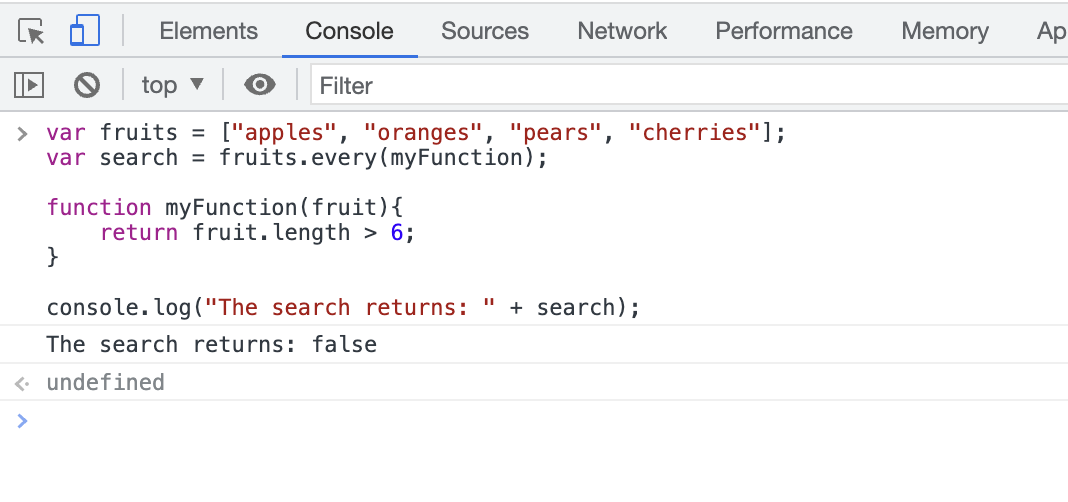 Elements Console Sources Network Performance Memory Ap
top Filter
var fruits = ["apples", "oranges", "pears", "cherries"];
var search = fruits.every(myFunction);
function myFunction(fruit){
    return fruit.length > 6;
}
console.log("The search returns: " + search);
The search returns: false
undefined